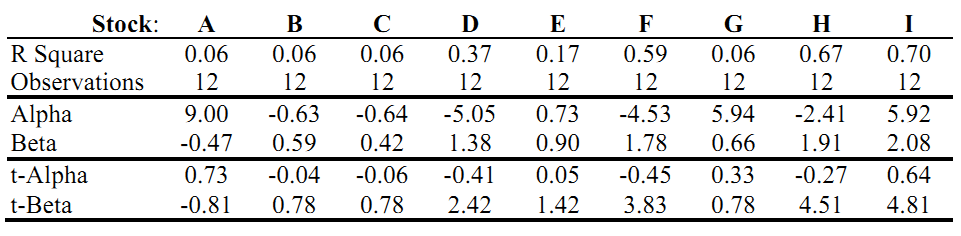 Stock: A B C D E F G H I
R Square 0.06 0.06 0.06 0.37 0.17 0.59 0.06 0.67 0.70
Observations 12 12 12 12 12 12 12 12 12
Alpha 9.00 -0.63 -0.64 -5.05 0.73 -4.53 5.94 -2.41 5.92
Beta -0.47 0.59 0.42 1.38 0.90 1.78 0.66 1.91 2.08
t-Alpha 0.73 -0.04 -0.06 -0.41 0.05 -0.45 0.33 -0.27 0.64
t-Beta -0.81 0.78 0.78 2.42 1.42 3.83 0.78 4.51 4.81